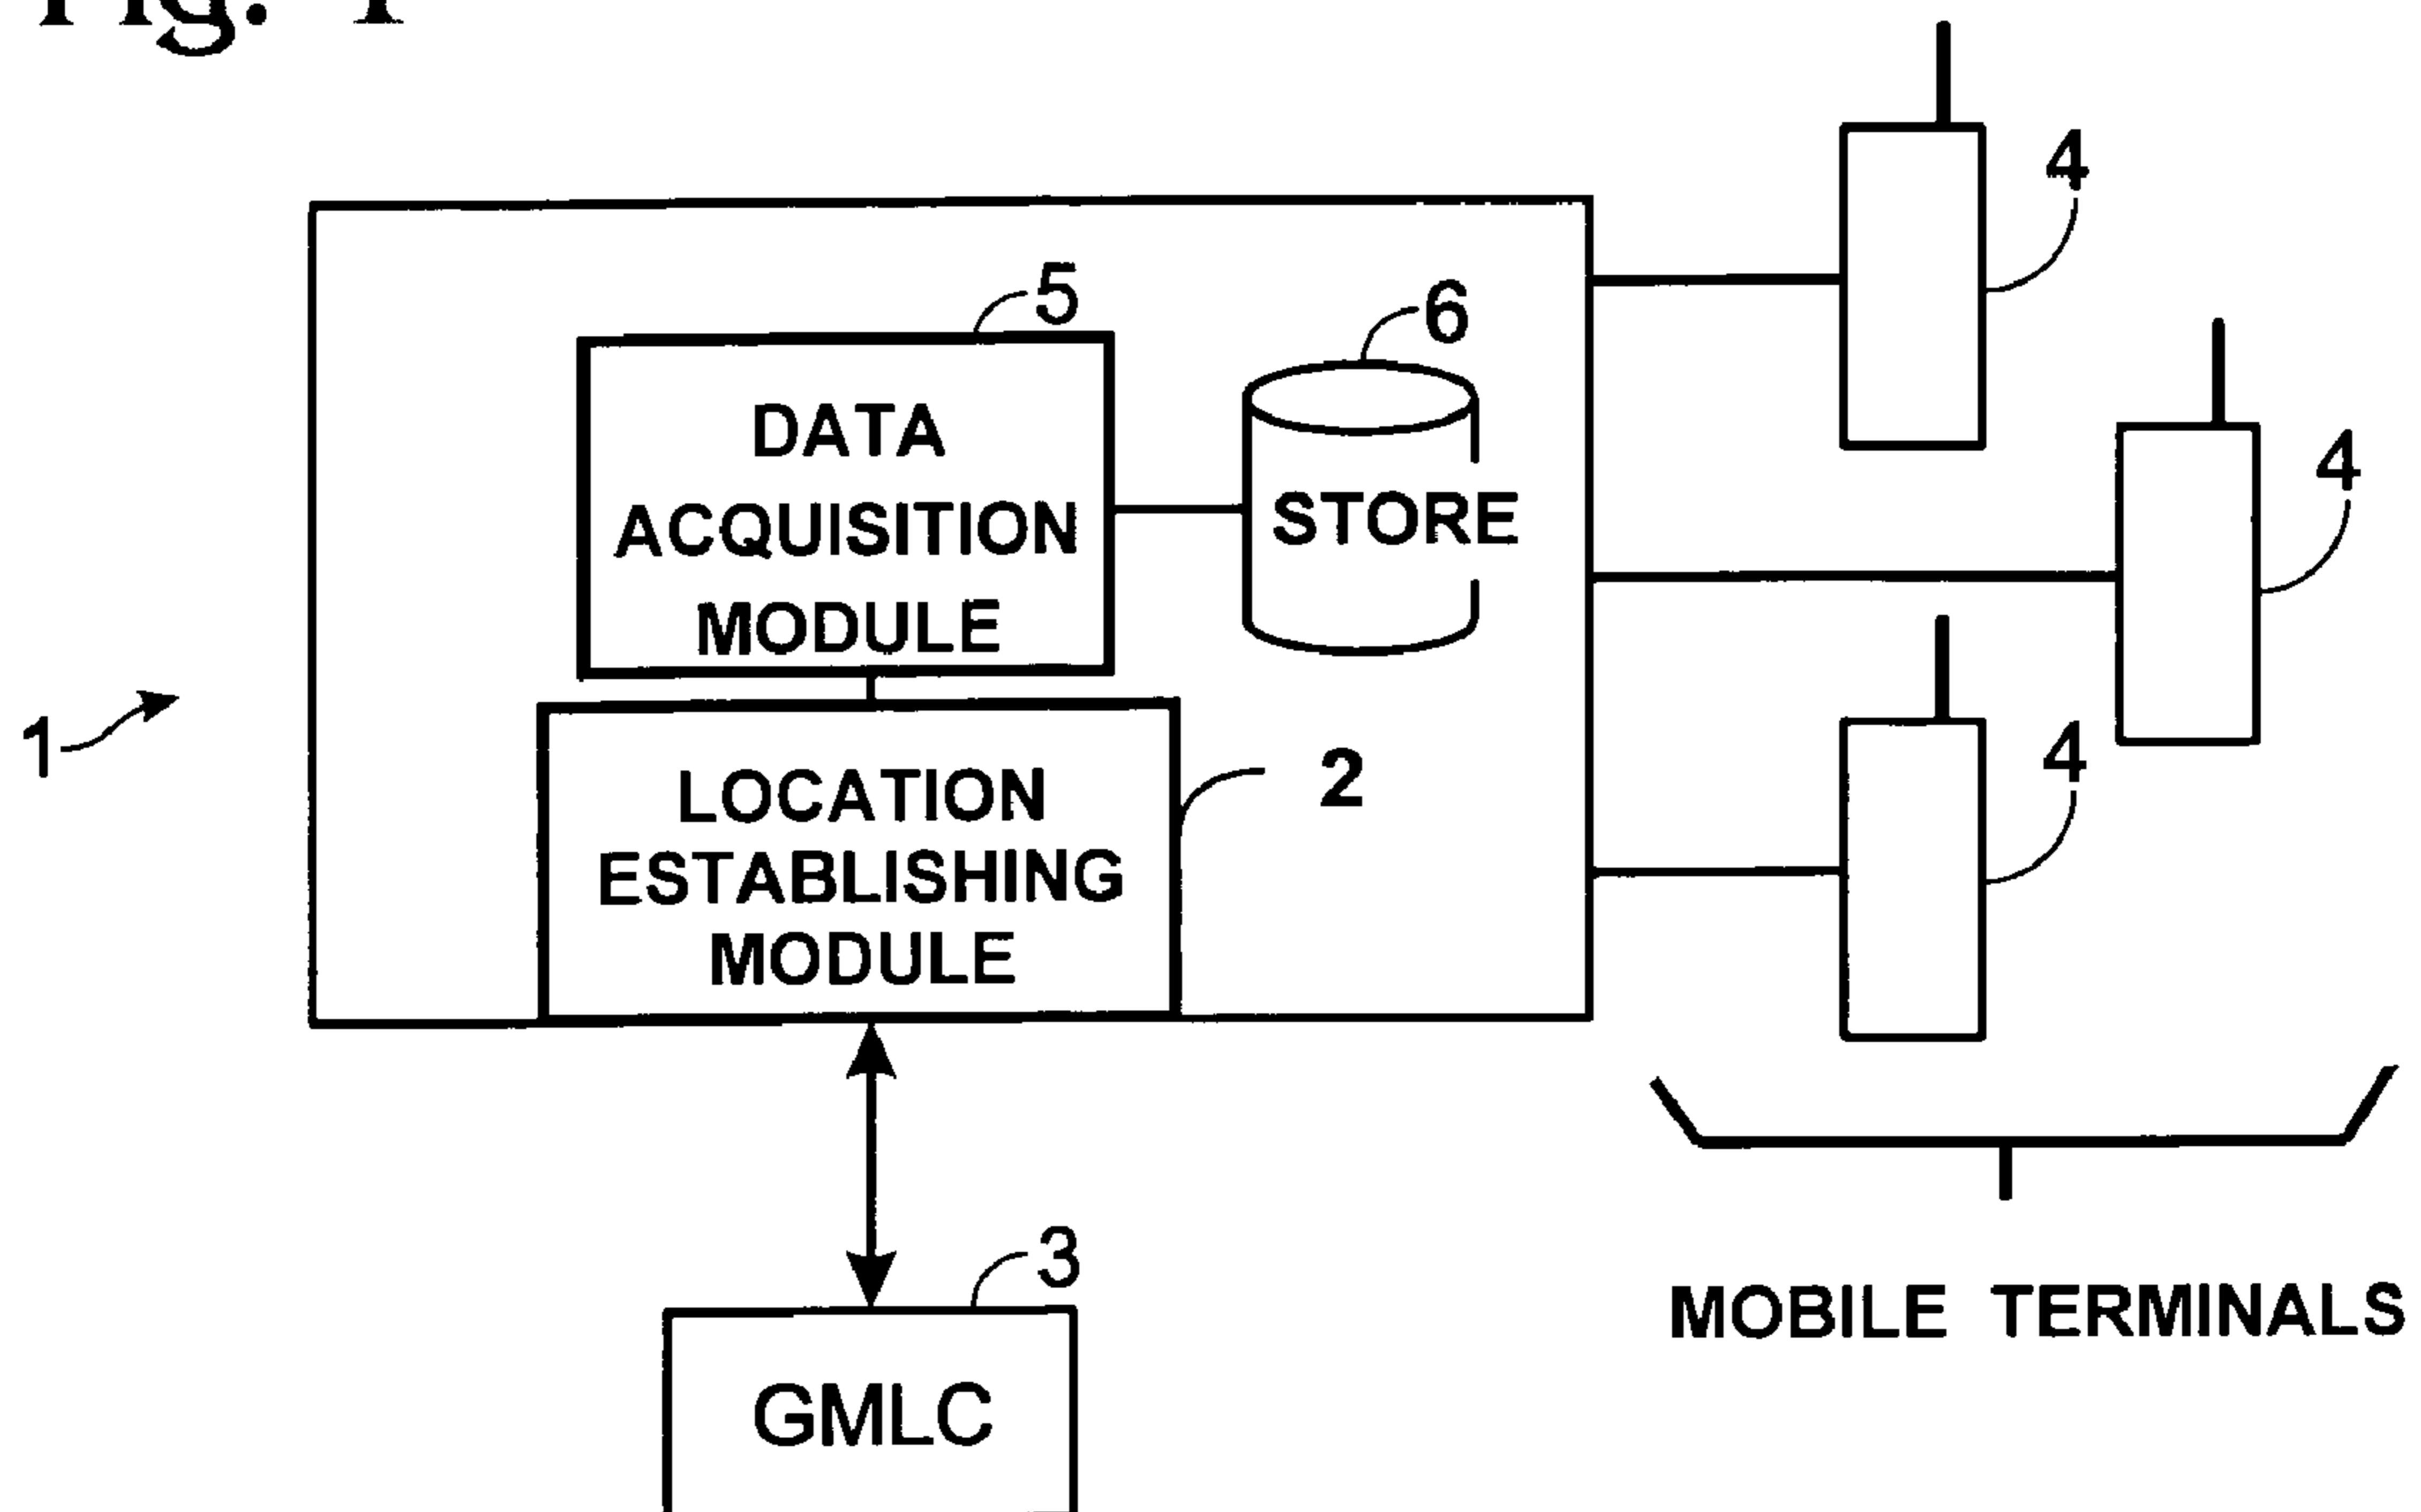 Fig. 1
4
5
6
DATA
ACQUISITION
MODULE
STORE
4
1
LOCATION
ESTABLISHING
MODULE
2
4
3
GMLC
MOBILE TERMINALS